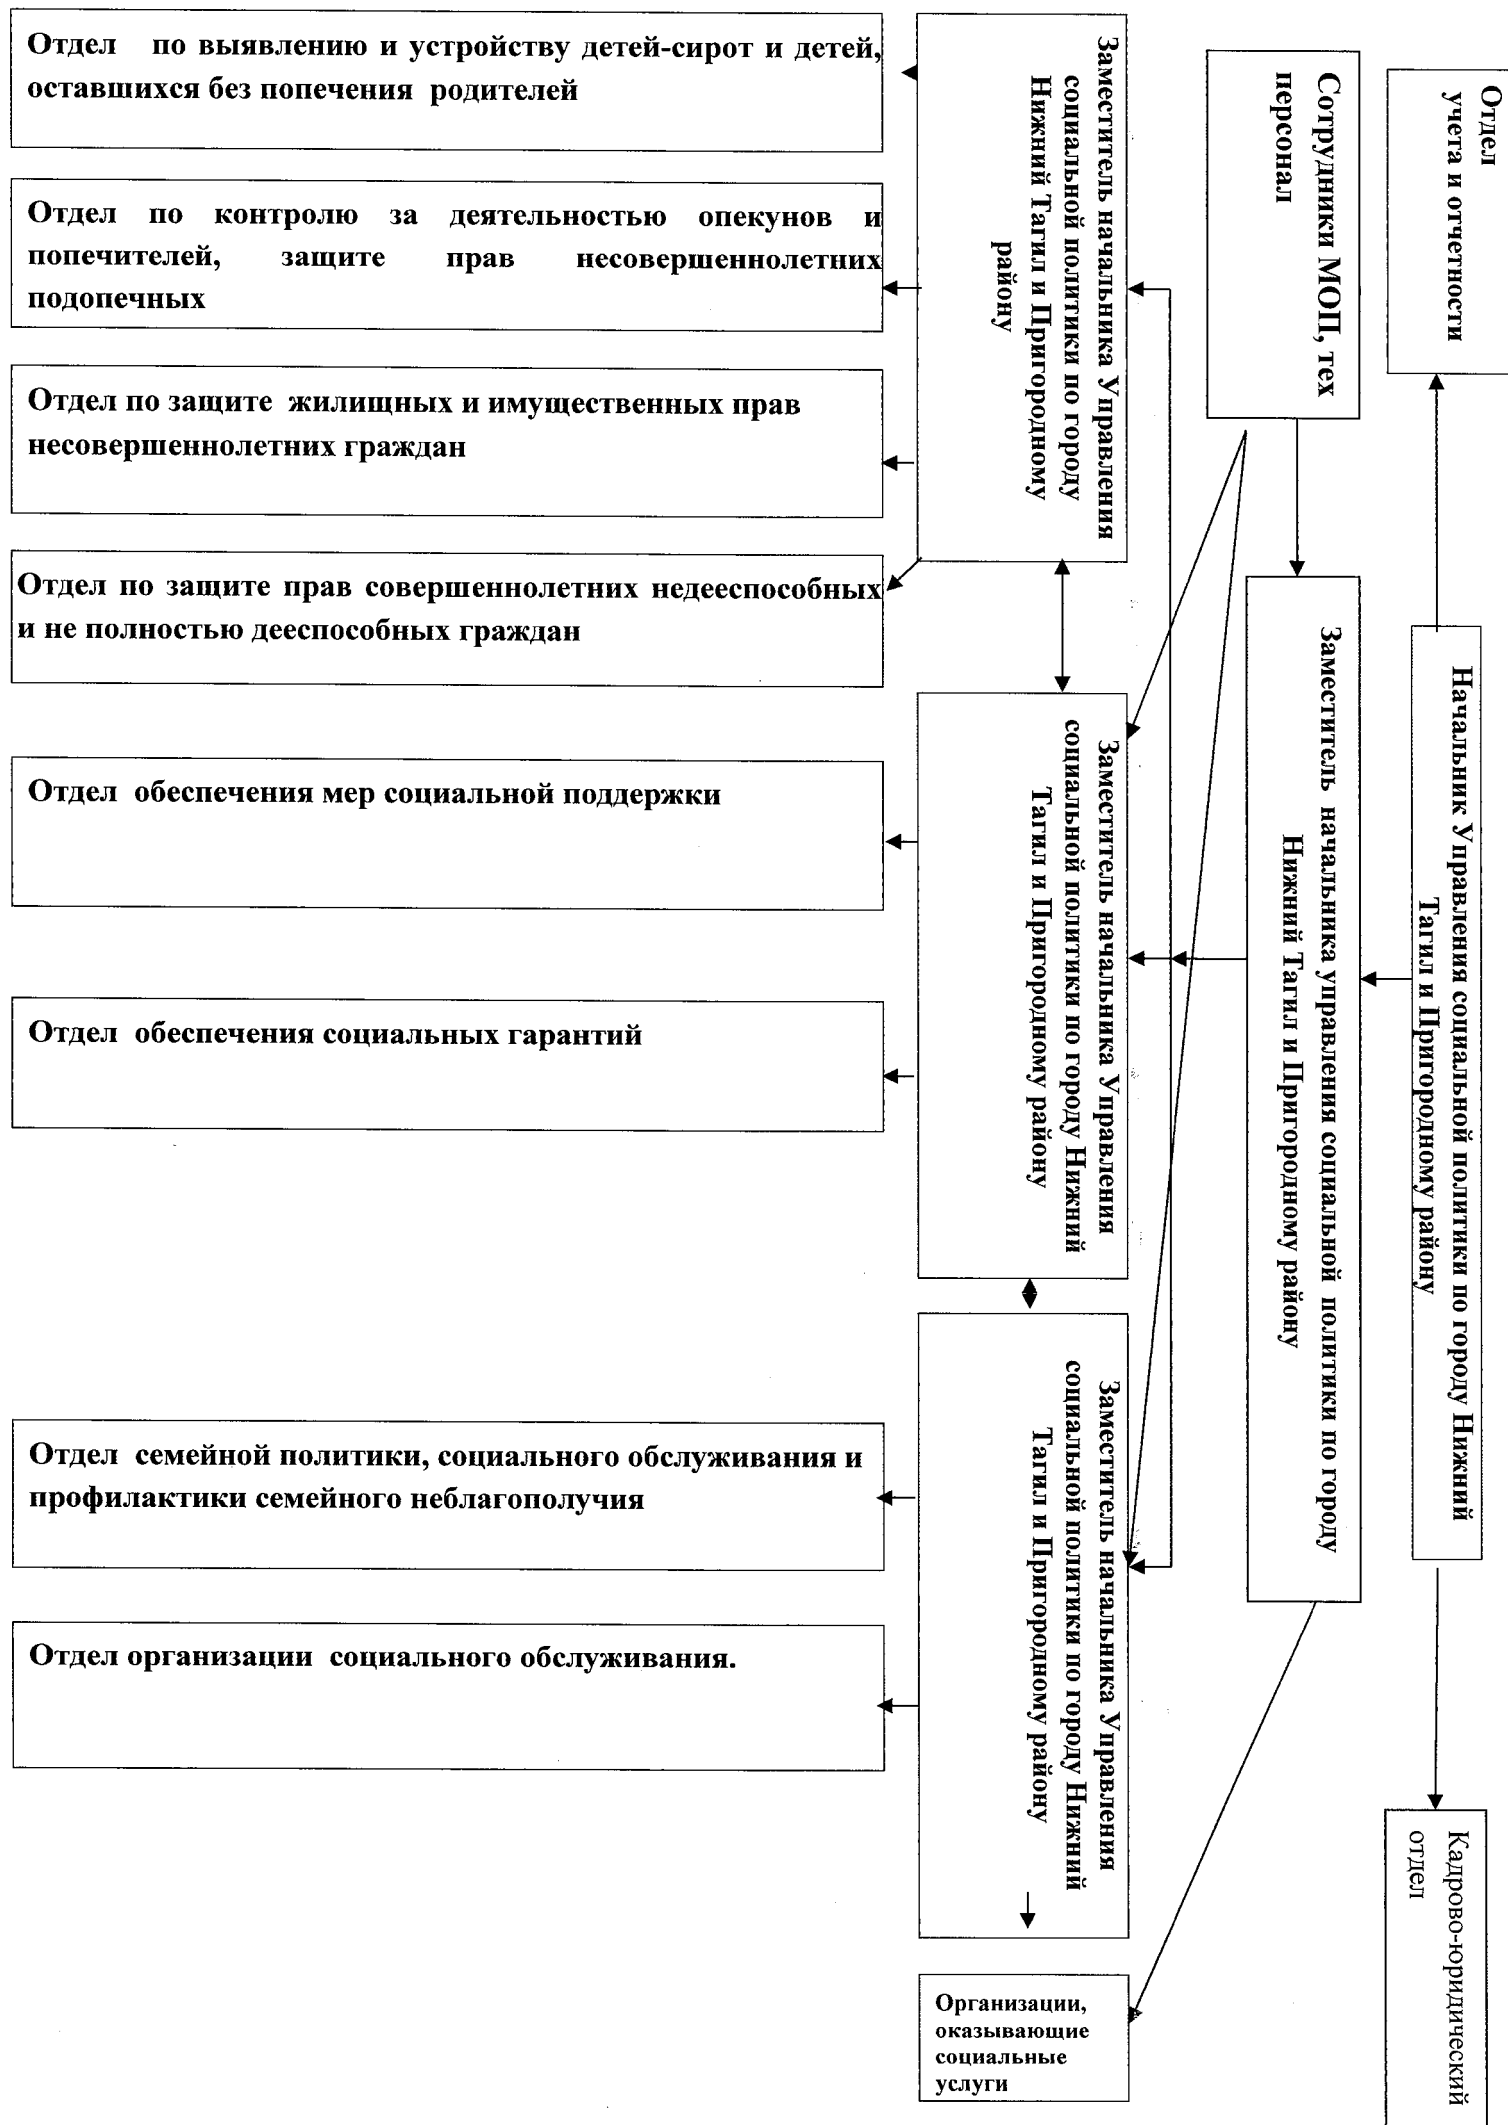 Отдел
учета и отчетности
Начальник Управления социальной политики по городу Нижний
Тагил и Пригородному району
Кадрово-юридический
отдел
Сотрудники МОП, тех
персонал
Заместитель начальника управления социальной политики по городу
Нижний Тагил и Пригородному району
Заместитель начальника Управления
социальной политики по городу
Нижний Тагил и Пригородному
району
Заместитель начальника Управления
социальной политики по городу Нижний
Тагил и Пригородному району
Заместитель начальника Управления
социальной политики по городу Нижний
Тагил и Пригородному району
Организации,
оказывающие
социальные
услуги
Отдел по выявлению и устройству детей-сирот и детей,
оставшихся без попечения родителей
Отдел по контролю за деятельностью опекунов и
попечителей, защите прав несовершеннолетних
подопечных
Отдел по защите жилищных и имущественных прав
несовершеннолетних граждан
Отдел по защите прав совершеннолетних недееспособных
и не полностью дееспособных граждан
Отдел обеспечения мер социальной поддержки
Отдел обеспечения социальных гарантий
Отдел семейной политики, социального обслуживания и
профилактики семейного неблагополучия
Отдел организации социального обслуживания.